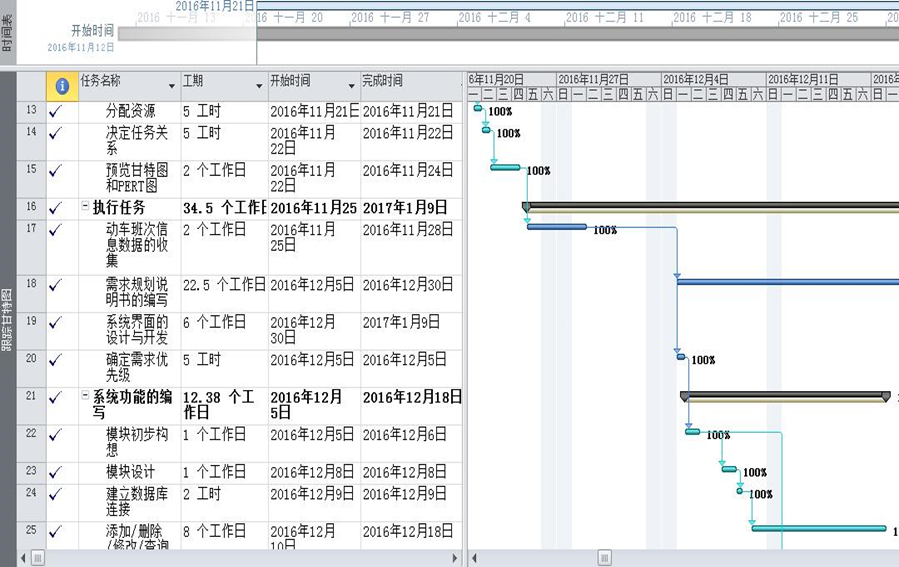 时间表
2016年11月21日
2016 十一月 13
十一月 20
2016 十一月 27
2016 十二月 4
2016 十二月 11
2016 十二月 18
2016 十二月 25
2016
开始时间
2016年11月12日
任务名称 工期 开始时间 完成时间
6年11月20日 2016年11月27日 2016年12月4日 2016年12月11日 2016年
一二三四五六日一二三四五六日一二三四五六日一二三四五六日一
跟踪甘特图
13 分配资源 5 工时 2016年11月21日 2016年11月21日 100%
14 决定任务关 5 工时 2016年11月 2016年11月22日 100%
系 22日
15 预览甘特图 2 个工作日 2016年11月 2016年11月24日 100%
和PERT图 22日
16 执行任务 34.5 个工作日 2016年11月25 2017年1月9日
17 动车班次信 2 个工作日 2016年11月 2016年11月28日 100%
息数据的收 25日
集
18 需求规划说 22.5 个工作日 2016年12月5日 2016年12月30日
明书的编写
19 系统界面的 6 个工作日 2016年12月 2017年1月9日
设计与开发 30日
20 确定需求优 5 工时 2016年12月5日 2016年12月5日 100%
先级
21 系统功能的编 12.38 个工 2016年12月 2016年12月18日
写 作日 5日
22 模块初步构 1 个工作日 2016年12月5日 2016年12月6日 100%
想
23 模块设计 1 个工作日 2016年12月8日 2016年12月8日 100%
24 建立数据库 2 工时 2016年12月9日 2016年12月9日 100%
连接
25 添加/删除 8 个工作日 2016年12月 2016年12月18日
/修改/查询 10日